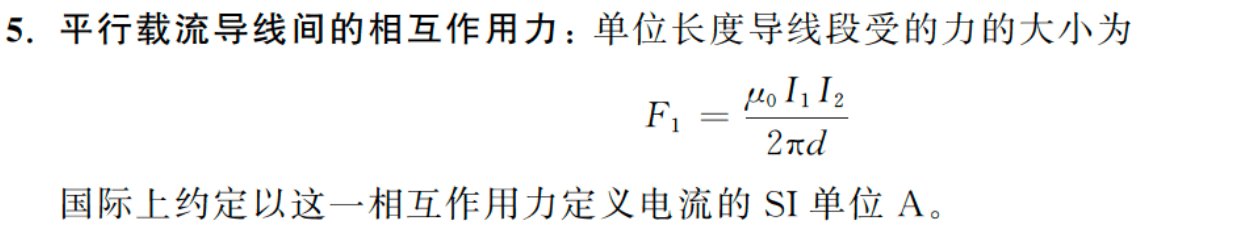 5. 平行载流导线间的相互作用力：单位长度导线段受的力的大小为
F₁ = μ₀I₁I₂ / 2πd
国际上约定以这一相互作用力定义电流的 SI 单位 A。